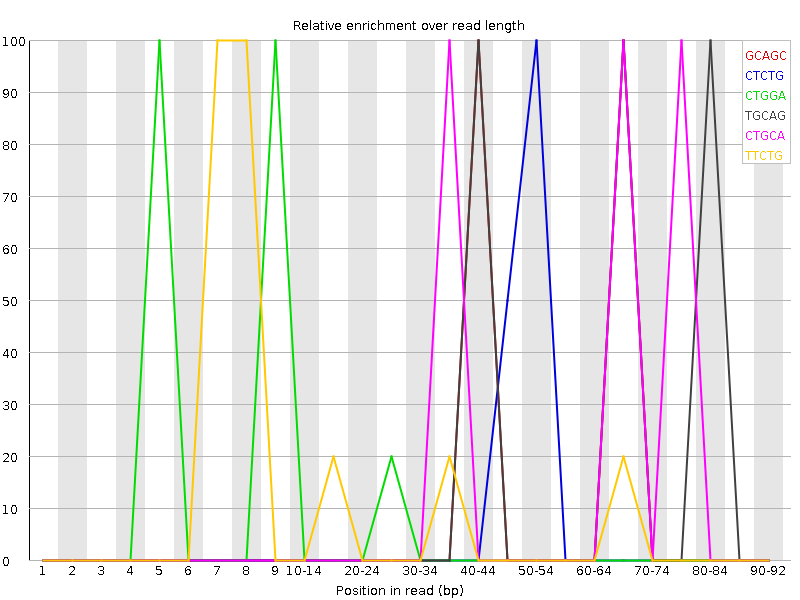 Relative enrichment over read length
100
90
80
70
60
50
40
30
20
10
0
GCAGC
CTCTG
CTGGA
TGCAG
CTGCA
TTCTG
1 2 3 4 5 6 7 8 9 10-14 20-24 30-34 40-44 50-54 60-64 70-74 80-84 90-92
Position in read (bp)